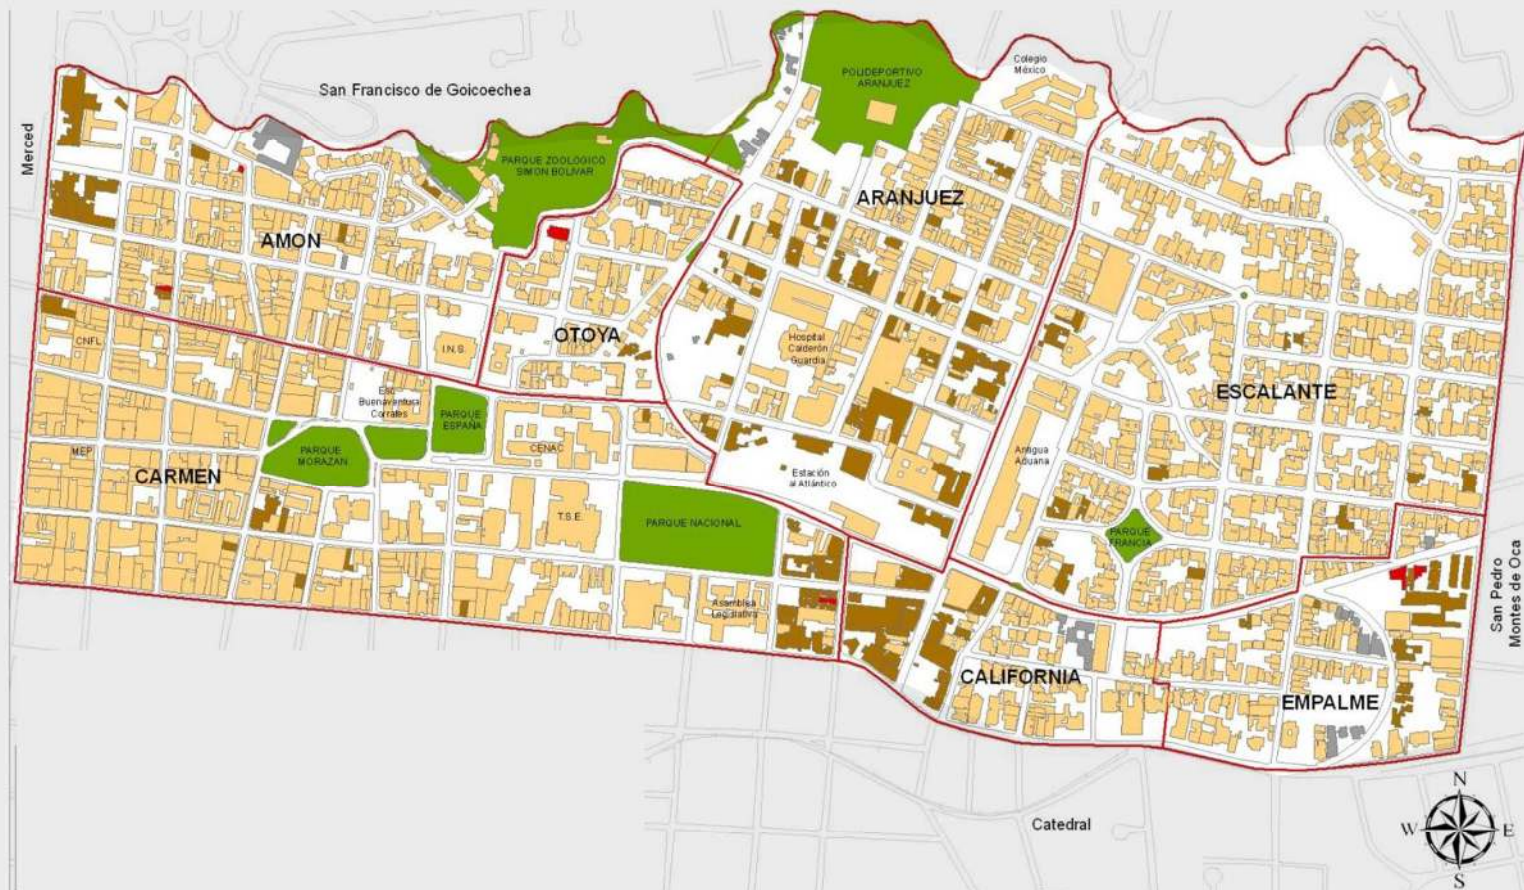 San Francisco de Goicoechea
Merced
POLIDEPORTIVO
ARANJUEZ
Colegio
México
PARQUE ZOOLOGICO
SIMON BOLIVAR
ARANJUEZ
AMON
OTOYA
I.N.S.
CNFL
Hospital
Calderón
Guardia
Esc.
Buenaventura
Corrales
PARQUE
ESPAÑA
ESCALANTE
MEP
PARQUE
MORAZAN
CENAC
CARMEN
Estación
al Atlántico
Antigua
Aduana
T.S.E.
PARQUE NACIONAL
PARQUE
FRANCIA
Asamblea
Legislativa
San Pedro
Montes de Oca
CALIFORNIA
EMPALME
Catedral
N
W
E
S